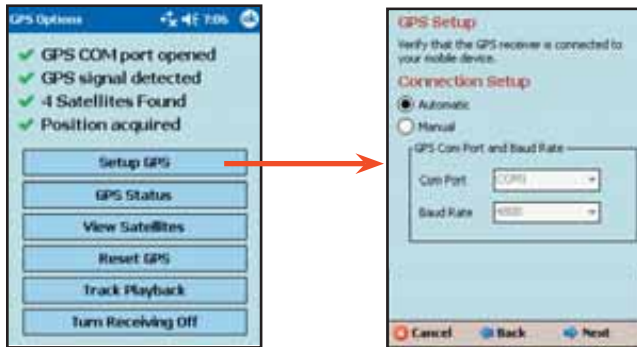 GPS Options 7:06 ok
GPS COM port opened
GPS signal detected
4 Satellites Found
Position acquired
Setup GPS
GPS Status
View Satellites
Reset GPS
Track Playback
Turn Receiving Off
GPS Setup
Verify that the GPS receiver is connected to
your mobile device.
Connection Setup
Automatic
Manual
GPS Com Port and Baud Rate
Com Port
Baud Rate 4800
Cancel Back Next